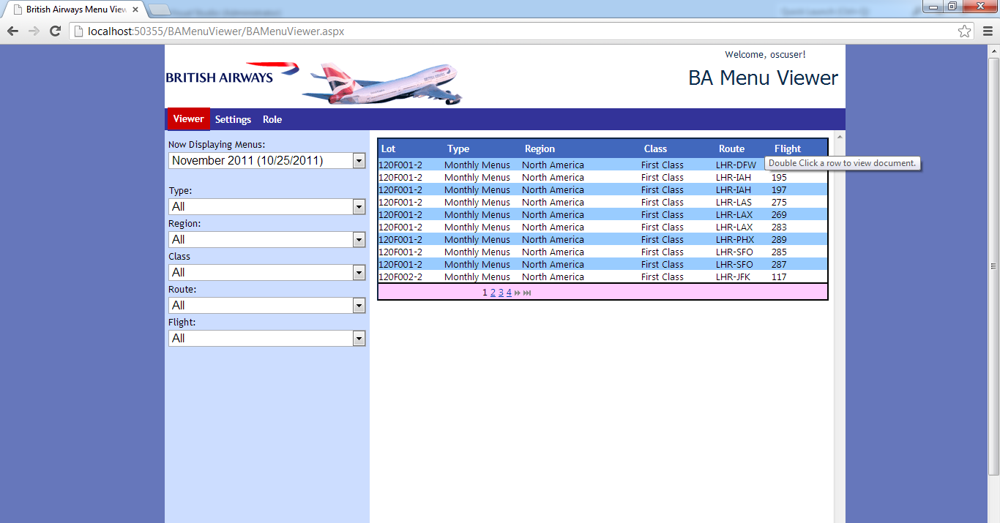 British Airways Menu View
localhost:50355/BAMenuViewer/BAMenuViewer.aspx
Welcome, oscuser!
BRITISH AIRWAYS
BA Menu Viewer
Viewer Settings Role
Now Displaying Menus:
November 2011 (10/25/2011)
Type:
All
Region:
All
Class
All
Route:
All
Flight:
All
Lot Type Region Class Route Flight
120F001-2 Monthly Menus North America First Class LHR-DFW
Double Click a row to view document.
120F001-2 Monthly Menus North America First Class LHR-IAH 195
120F001-2 Monthly Menus North America First Class LHR-IAH 197
120F001-2 Monthly Menus North America First Class LHR-LAS 275
120F001-2 Monthly Menus North America First Class LHR-LAX 269
120F001-2 Monthly Menus North America First Class LHR-LAX 283
120F001-2 Monthly Menus North America First Class LHR-PHX 289
120F001-2 Monthly Menus North America First Class LHR-SFO 285
120F001-2 Monthly Menus North America First Class LHR-SFO 287
120F002-2 Monthly Menus North America First Class LHR-JFK 117
1 2 3 4